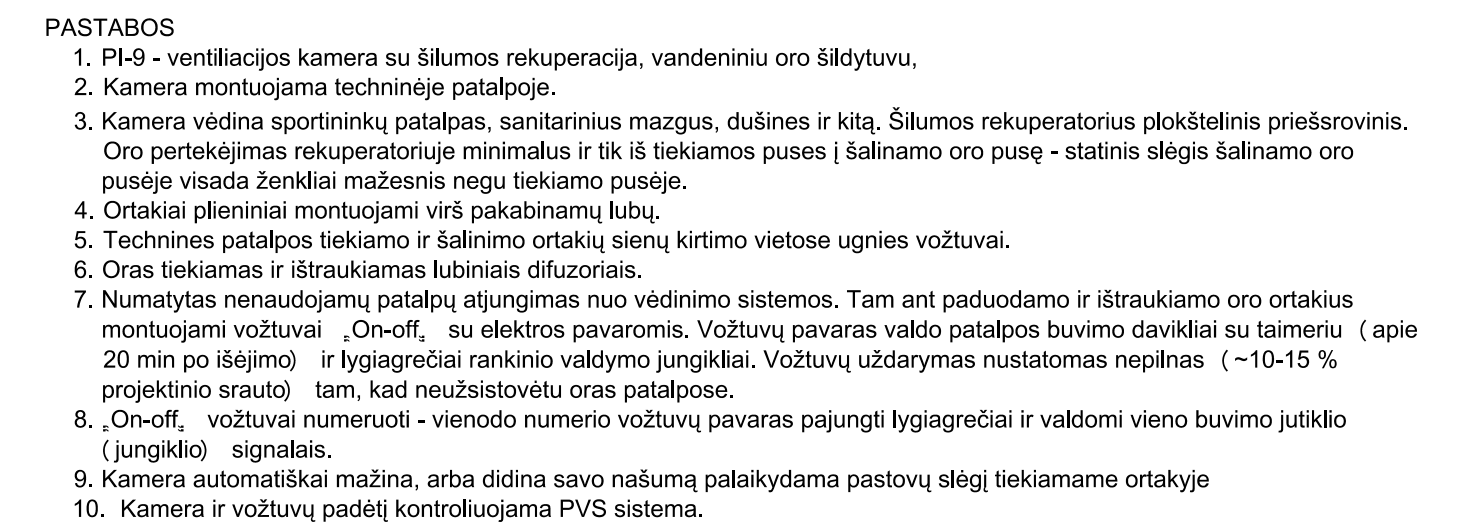 PASTABOS
1. PI-9 - ventiliacijos kamera su šilumos rekuperacija, vandeniniu oro šildytuvu,
2. Kamera montuojama techninėje patalpoje.
3. Kamera vėdina sportininkų patalpas, sanitarinius mazgus, dušines ir kitą. Šilumos rekuperatorius plokštelinis priešsrovinis.
Oro pertekėjimas rekuperatoriuje minimalus ir tik iš tiekiamos puses į šalinamo oro pusę - statinis slėgis šalinamo oro
pusėje visada ženkliai mažesnis negu tiekiamo pusėje.
4. Ortakiai plieniniai montuojami virš pakabinamų lubų.
5. Technines patalpos tiekiamo ir šalinimo ortakių sienų kirtimo vietose ugnies vožtuvai.
6. Oras tiekiamas ir ištraukiamas lubiniais difuzoriais.
7. Numatytas nenaudojamų patalpų atjungimas nuo vėdinimo sistemos. Tam ant paduodamo ir ištraukiamo oro ortakius
montuojami vožtuvai „On-off„ su elektros pavaromis. Vožtuvų pavaras valdo patalpos buvimo davikliai su taimeriu (apie
20 min po išėjimo) ir lygiagrečiai rankinio valdymo jungikliai. Vožtuvų uždarymas nustatomas nepilnas (~10-15 %
projektinio srauto) tam, kad neužsistovėtu oras patalpose.
8. „On-off„ vožtuvai numeruoti - vienodo numerio vožtuvų pavaras pajungti lygiagrečiai ir valdomi vieno buvimo jutiklio
(jungiklio) signalais.
9. Kamera automatiškai mažina, arba didina savo našumą palaikydama pastovų slėgį tiekiamame ortakyje
10. Kamera ir vožtuvų padėtį kontroliuojama PVS sistema.